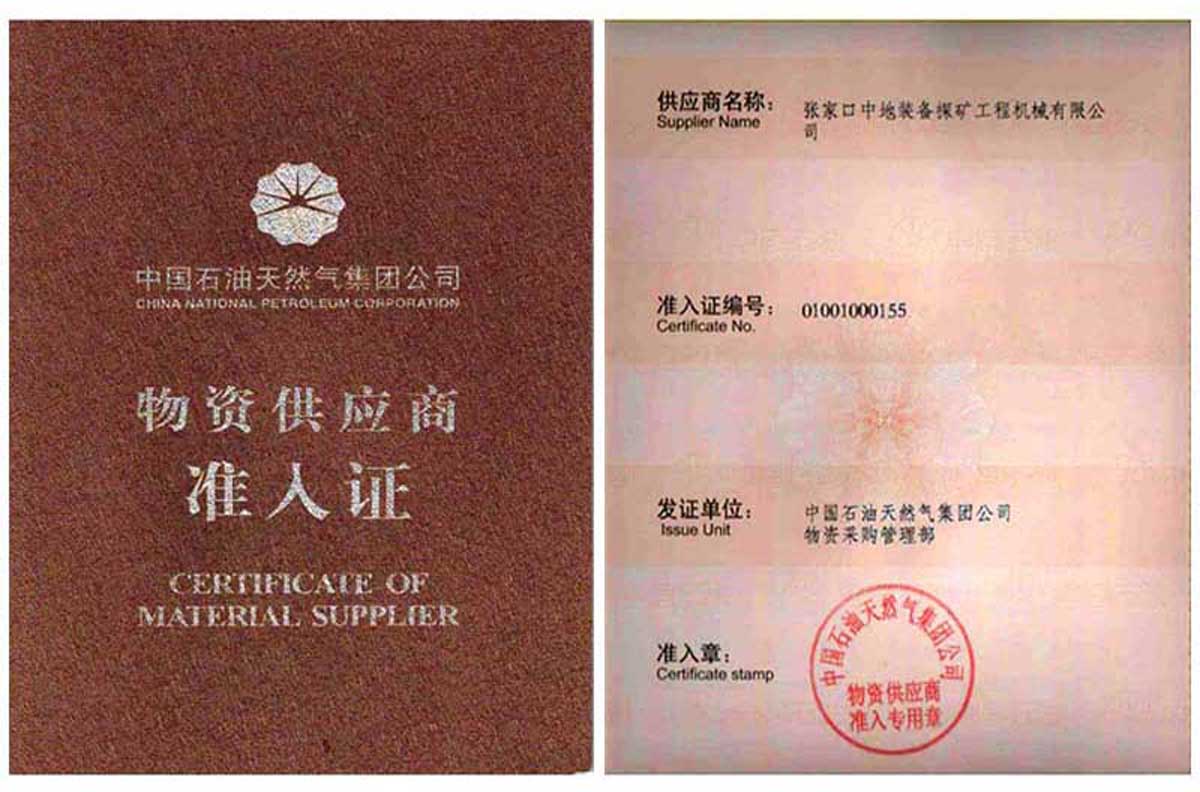 中国石油天然气集团公司
CHINA NATIONAL PETROLEUM CORPORATION
物资供应商
准入证
CERTIFICATE OF
MATERIAL SUPPLIER
供应商名称：
Supplier Name
张家口中地装备探矿工程机械有限公
司
准入证编号：
Certificate No.
01001000155
发证单位：
Issue Unit
中国石油天然气集团公司
物资采购管理部
准入章：
Certificate stamp
中国石油天然气集团公司
物资供应商
准入专用章